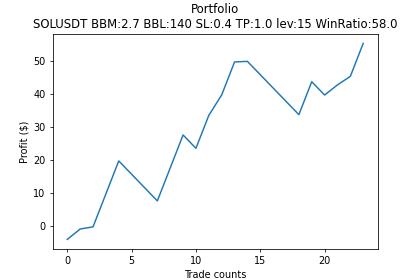 Portfolio
SOLUSDT BBM:2.7 BBL:140 SL:0.4 TP:1.0 lev:15 WinRatio:58.0
50
40
30
20
10
0
Profit ($)
0 5 10 15 20
Trade counts